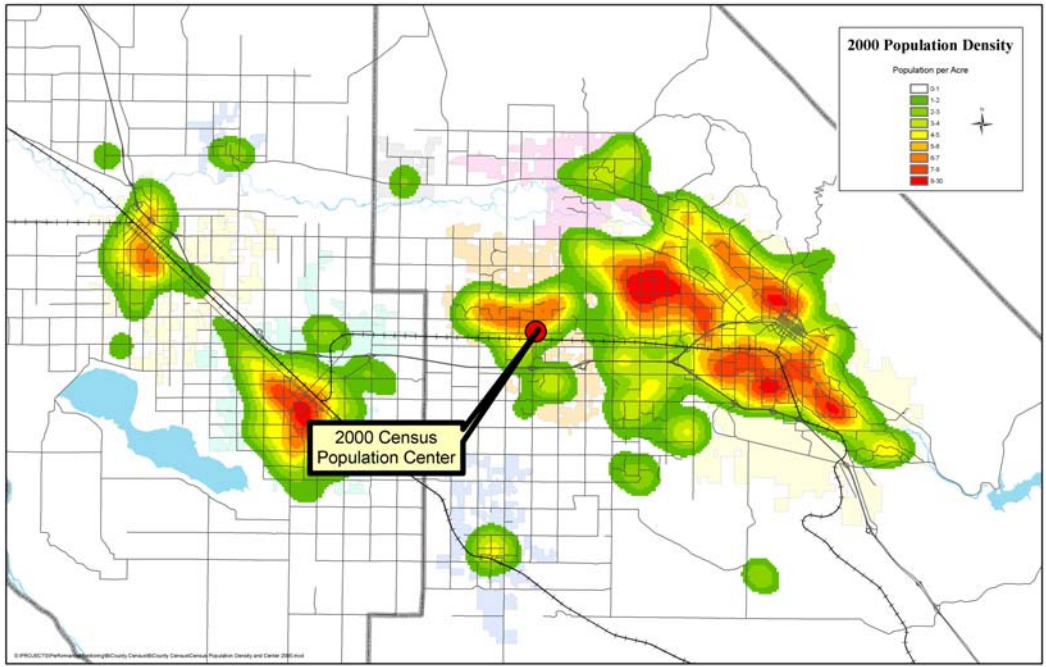 2000 Population Density
Population per Acre
0-1
1-2
2-3
3-4
4-5
5-6
6-7
7-8
8-30
2000 Census
Population Center